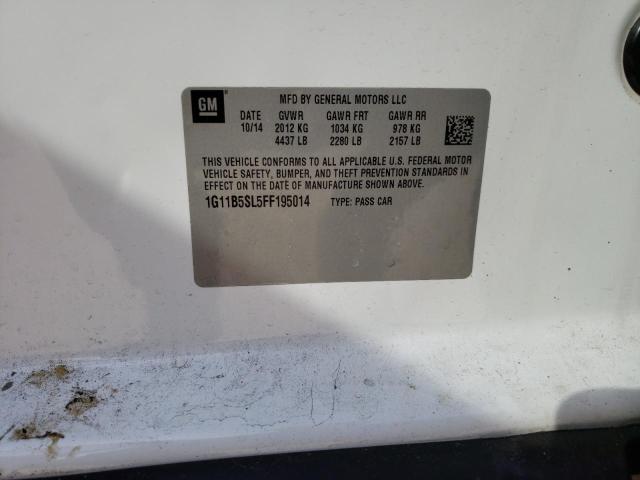 GM
MFD BY GENERAL MOTORS LLC
DATE GVWR GAWR FRT GAWR RR
10/14 2012 KG 1034 KG 978 KG
4437 LB 2280 LB 2157 LB
THIS VEHICLE CONFORMS TO ALL APPLICABLE U.S. FEDERAL MOTOR
VEHICLE SAFETY, BUMPER, AND THEFT PREVENTION STANDARDS IN
EFFECT ON THE DATE OF MANUFACTURE SHOWN ABOVE.
1G11B5SL5FF195014 TYPE: PASS CAR